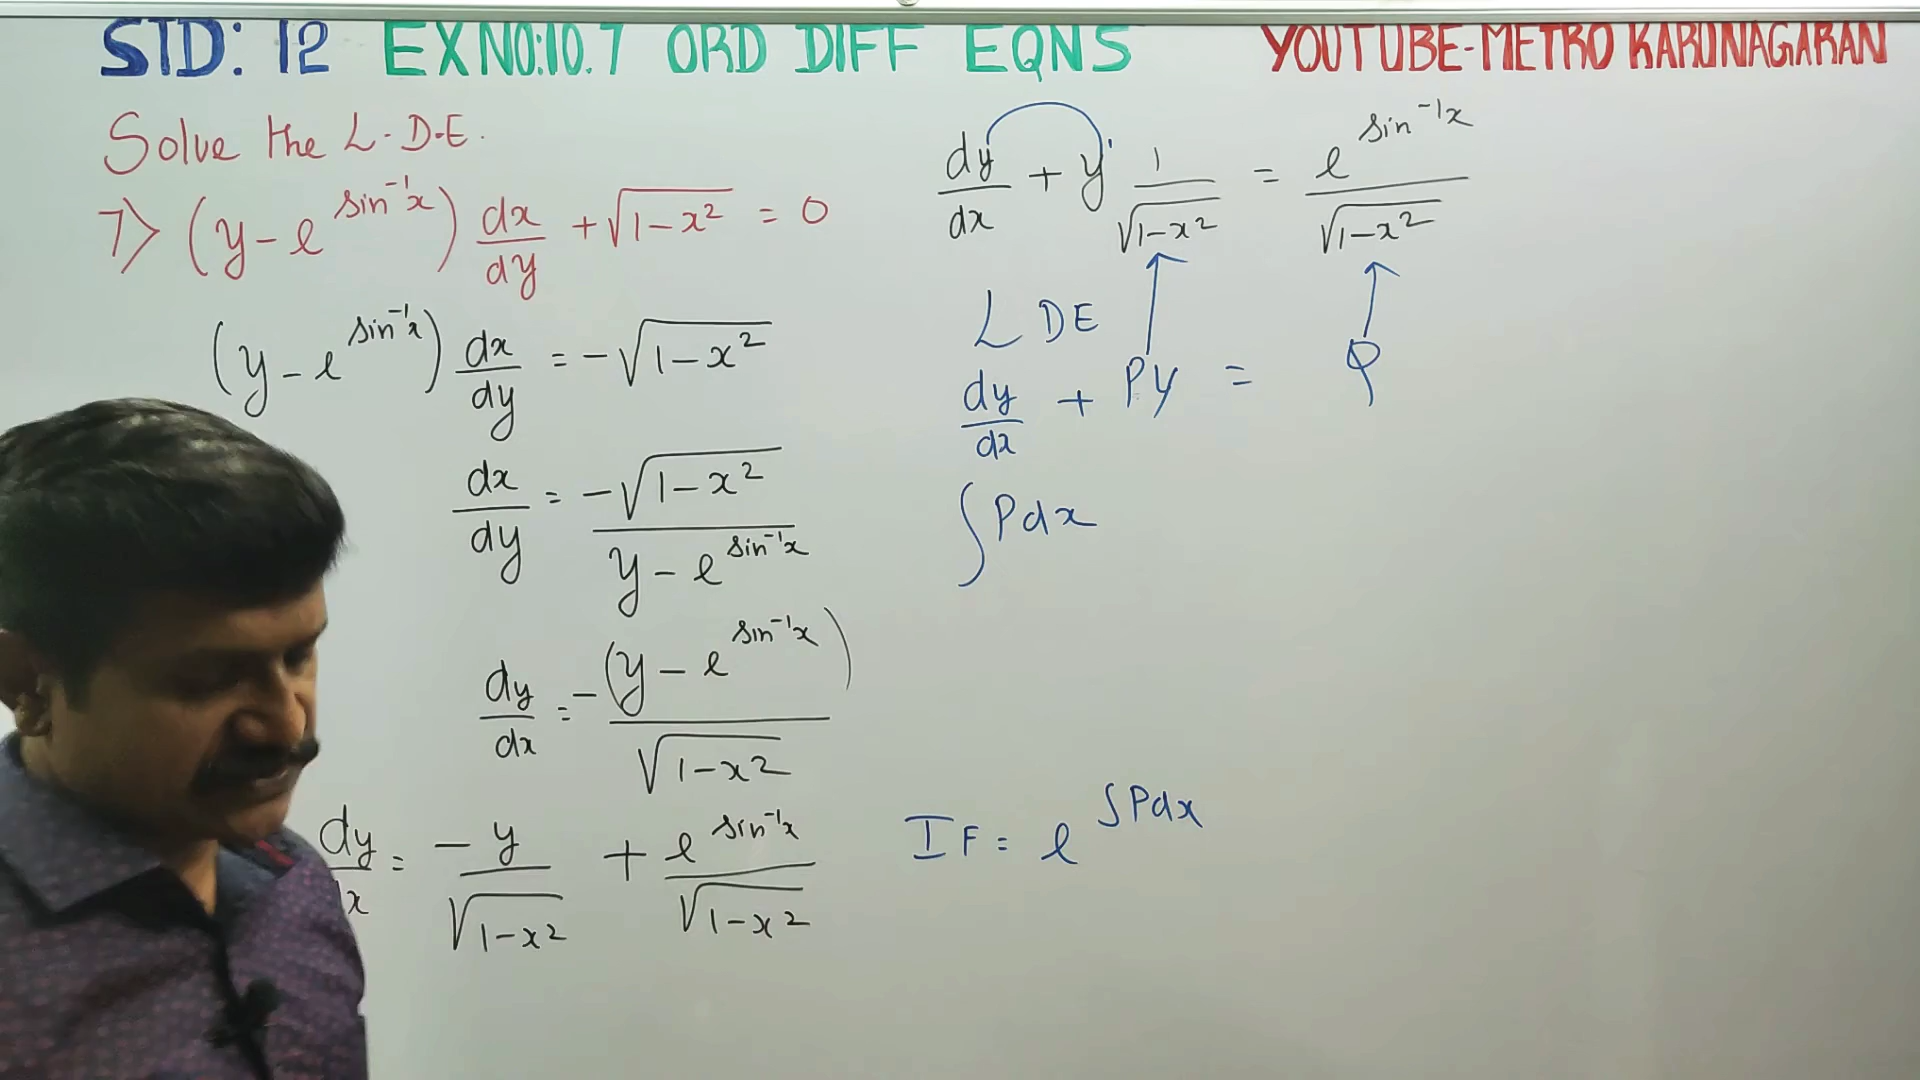 STD: 12 EX NO:10.7 ORD DIFF EQNS YOUTUBE-METRO KARUNAGARAN
Solve the L-D-E.
7> (y - e^{sin⁻¹x}) dx/dy + √(1-x²) = 0
(y - e^{sin⁻¹x}) dx/dy = -√(1-x²)
dx/dy = -√(1-x²) / (y - e^{sin⁻¹x})
dy/dx = -(y - e^{sin⁻¹x}) / √(1-x²)
dy/x = -y/√(1-x²) + e^{sin⁻¹x}/√(1-x²)
dy/dx + y · 1/√(1-x²) = e^{sin⁻¹x}/√(1-x²)
L DE
dy/dx + Py = Q
∫Pdx
IF = e^{∫Pdx}